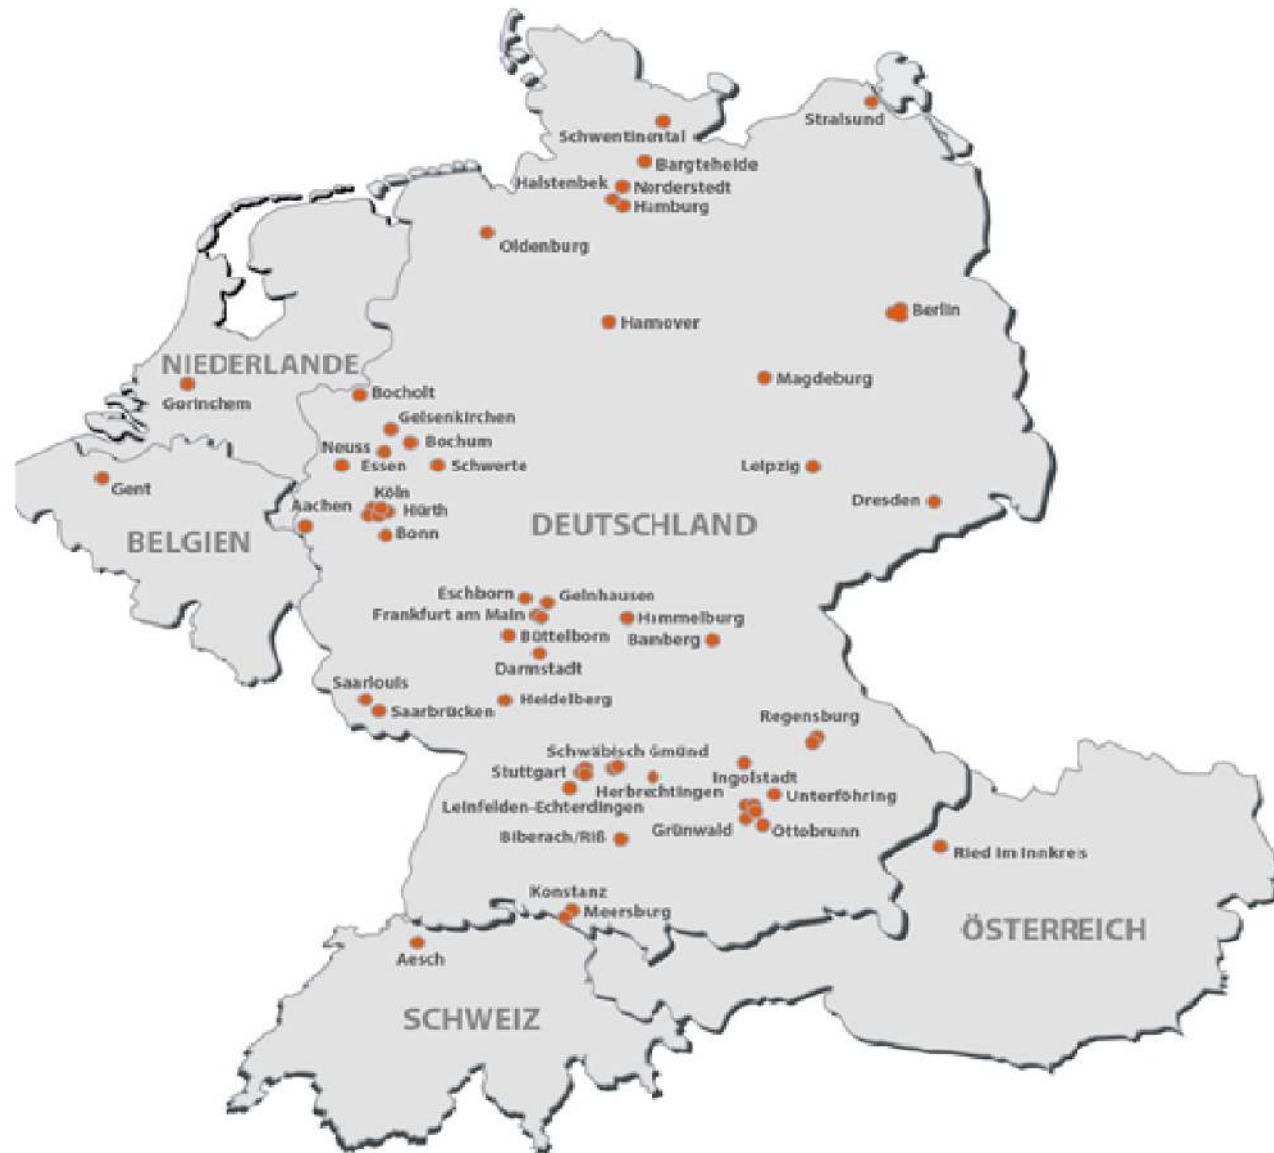 Stralsund
Schwentinental
Bargteheide
Halstenbek
Norderstedt
Hamburg
Oldenburg
Hannover
Berlin
NIEDERLANDE
Magdeburg
Bocholt
Gorinchem
Gelsenkirchen
Bochum
Neuss
Essen
Schwerte
Leipzig
Gent
Köln
Dresden
Aachen
Hürth
DEUTSCHLAND
Bonn
BELGIEN
Eschborn
Gelnhausen
Frankfurt am Main
Hammelburg
Büttelborn
Bamberg
Darmstadt
Saarlouis
Heidelberg
Saarbrücken
Regensburg
Schwäbisch Gmünd
Stuttgart
Ingolstadt
Herbrechtingen
Unterföhring
Leinfelden-Echterdingen
Grünwald
Ottobrunn
Biberach/Riß
Ried im Innkreis
Konstanz
Meersburg
ÖSTERREICH
Aesch
SCHWEIZ